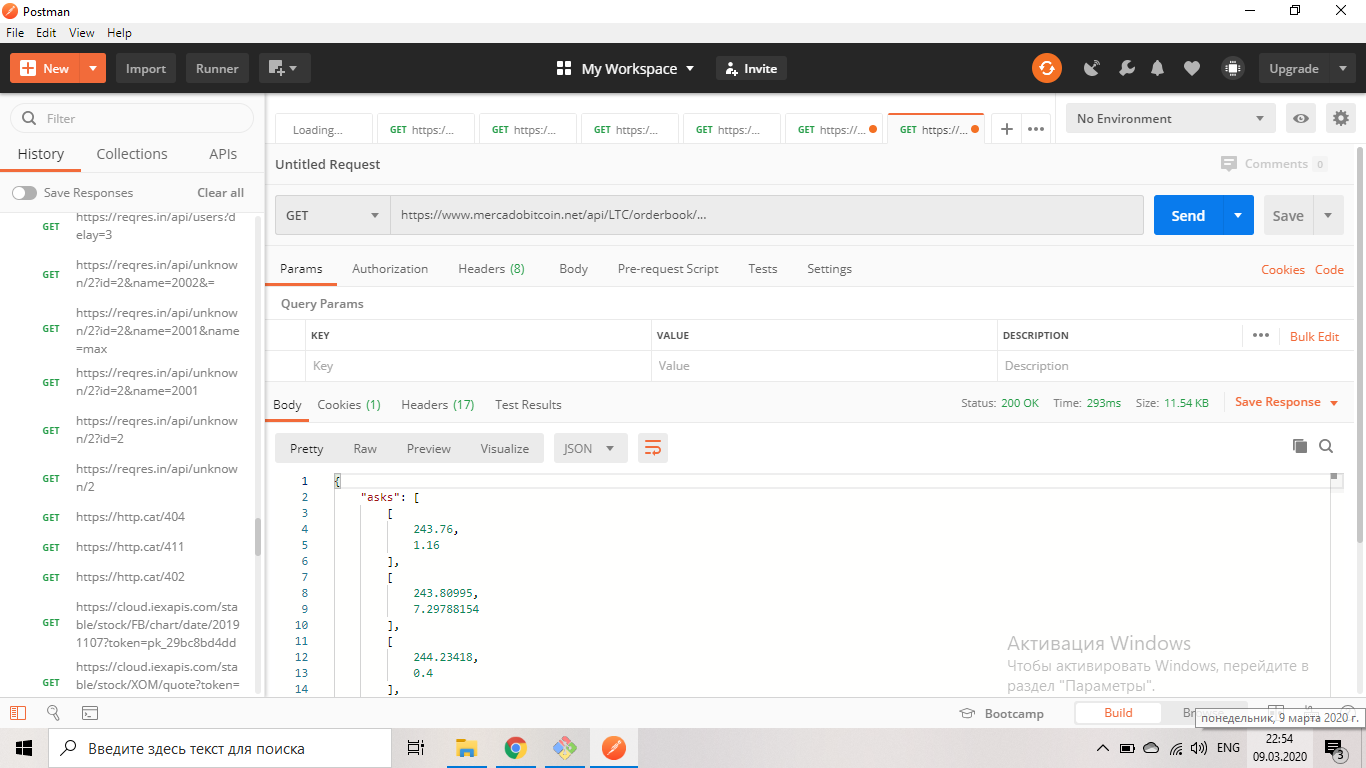 Postman
File Edit View Help
New Import Runner My Workspace Invite Upgrade
Filter
History Collections APIs
Save Responses Clear all
GET https://reqres.in/api/users?d
elay=3
GET https://reqres.in/api/unknow
n/2?id=2&name=2002&=
GET https://reqres.in/api/unknow
n/2?id=2&name=2001&name
=max
GET https://reqres.in/api/unknow
n/2?id=2&name=2001
GET https://reqres.in/api/unknow
n/2?id=2
GET https://reqres.in/api/unknow
n/2
GET https://http.cat/404
GET https://http.cat/411
GET https://http.cat/402
GET https://cloud.iexapis.com/sta
ble/stock/FB/chart/date/2019
1107?token=pk_29bc8bd4dd
GET https://cloud.iexapis.com/sta
ble/stock/XOM/quote?token=
Loading... GET https:/... GET https:/... GET https:/... GET https:/... GET https://... GET https://... No Environment
Untitled Request Comments 0
GET https://www.mercadobitcoin.net/api/LTC/orderbook/... Send Save
Params Authorization Headers (8) Body Pre-request Script Tests Settings Cookies Code
Query Params
KEY VALUE DESCRIPTION ••• Bulk Edit
Key Value Description
Body Cookies (1) Headers (17) Test Results Status: 200 OK Time: 293ms Size: 11.54 KB Save Response
Pretty Raw Preview Visualize JSON
1 {
2 "asks": [
3 [
4 243.76,
5 1.16
6 ],
7 [
8 243.80995,
9 7.29788154
10 ],
11 [
12 244.23418,
13 0.4
14 ],
Активация Windows
Чтобы активировать Windows, перейдите в
раздел "Параметры".
Bootcamp Build
понедельник, 9 марта 2020 г.
Введите здесь текст для поиска
ENG 22:54
09.03.2020
3